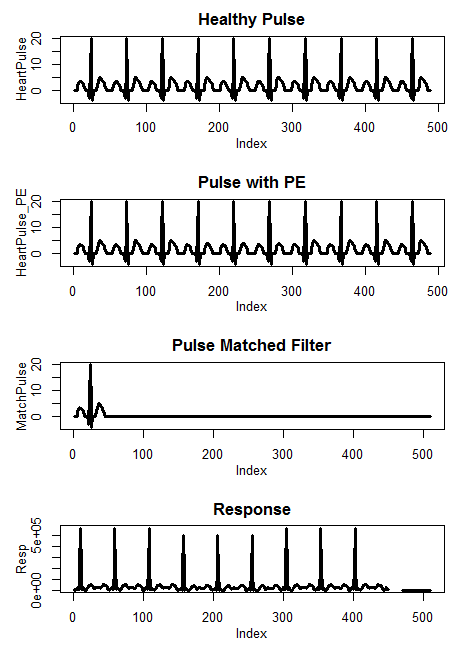 Healthy Pulse
HeartPulse
0 10 20
0 100 200 300 400 500
Index
Pulse with PE
HeartPulse_PE
0 10 20
0 100 200 300 400 500
Index
Pulse Matched Filter
MatchPulse
0 10 20
0 100 200 300 400 500
Index
Response
Resp
0e+00 5e+05
0 100 200 300 400 500
Index